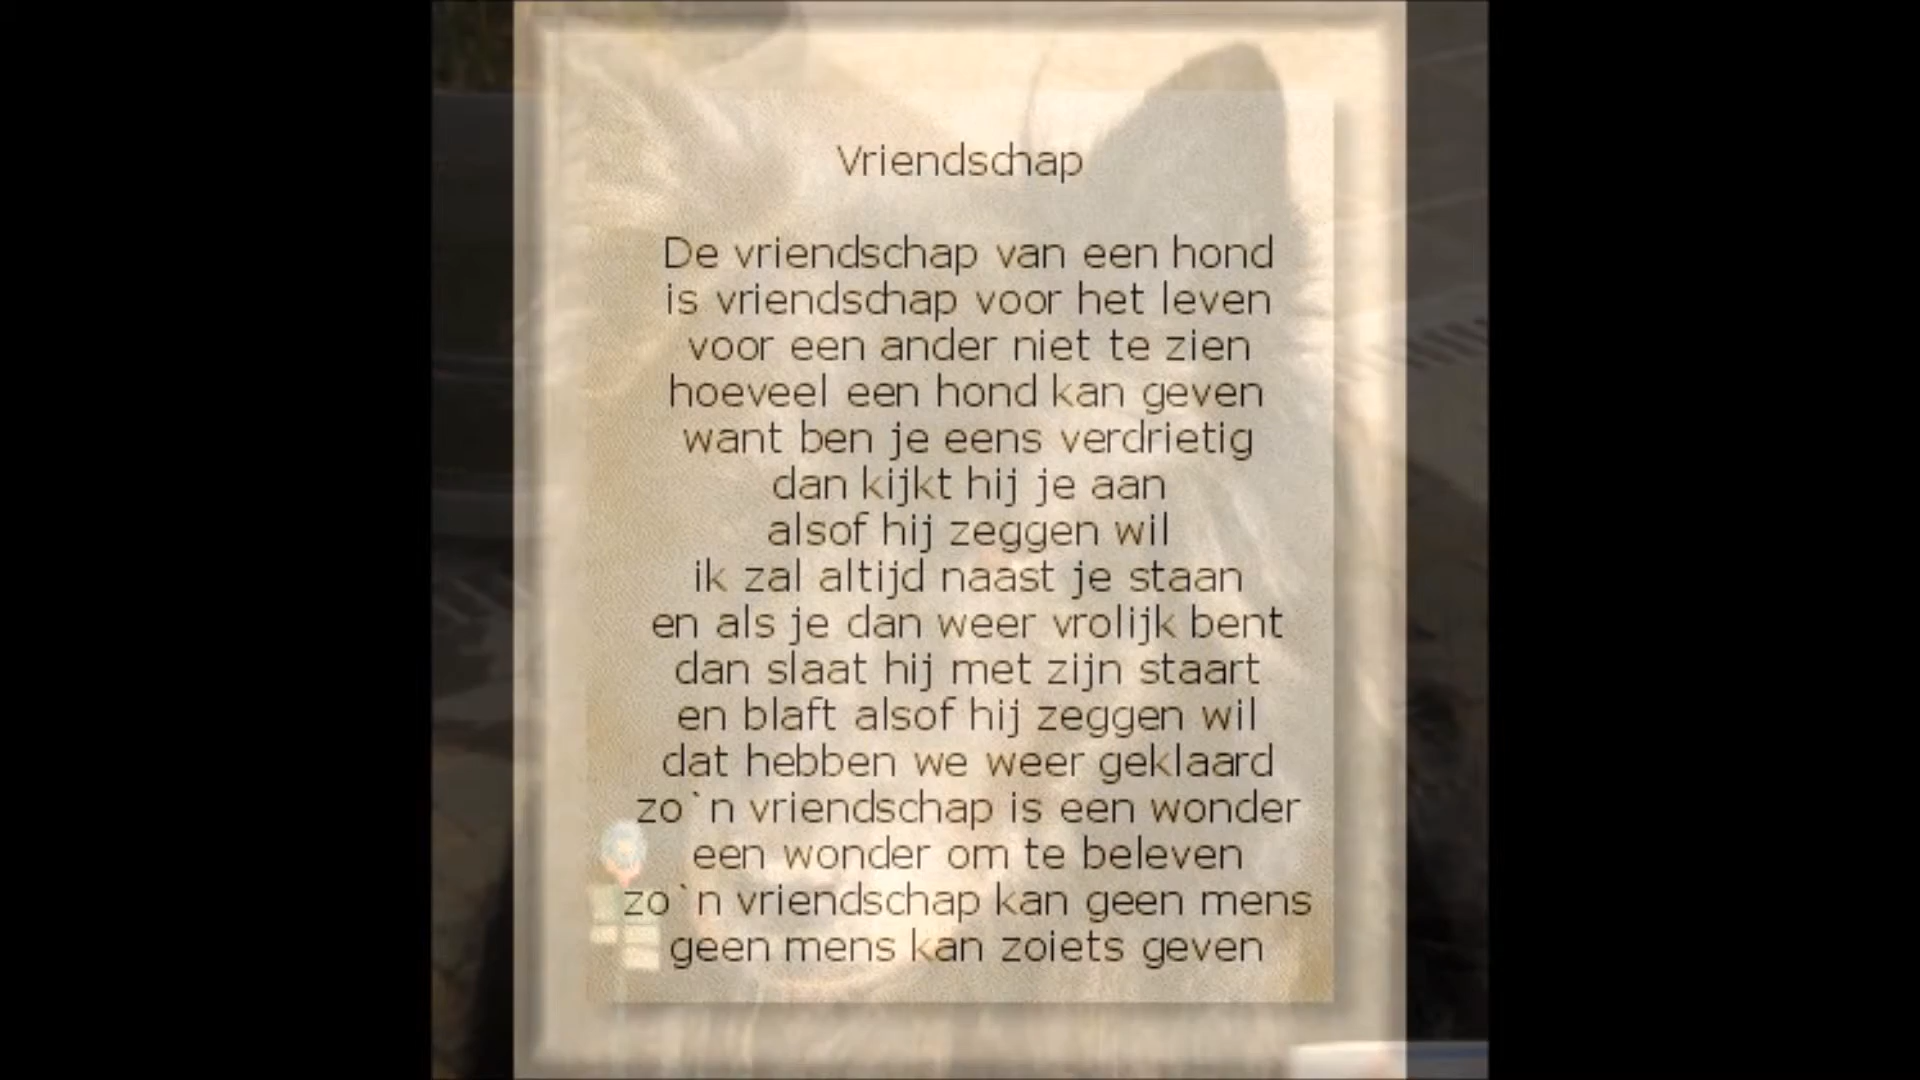 Vriendschap
De vriendschap van een hond
is vriendschap voor het leven
voor een ander niet te zien
hoeveel een hond kan geven
want ben je eens verdrietig
dan kijkt hij je aan
alsof hij zeggen wil
ik zal altijd naast je staan
en als je dan weer vrolijk bent
dan slaat hij met zijn staart
en blaft alsof hij zeggen wil
dat hebben we weer geklaard
zo`n vriendschap is een wonder
een wonder om te beleven
zo`n vriendschap kan geen mens
geen mens kan zoiets geven